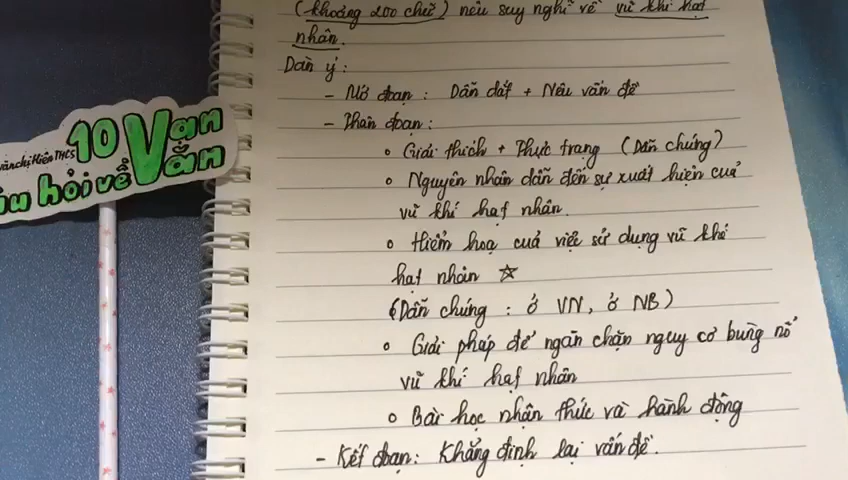 (khoảng 200 chữ) nêu suy nghĩ về vũ khí hạt
nhân.
Dàn ý:
- Mở đoạn: Dẫn dắt + Nêu vấn đề
- Thân đoạn:
Giải thích + Thực trạng (Dẫn chứng)
Nguyên nhân dẫn đến sự xuất hiện của
vũ khí hạt nhân.
Hiểm hoạ của việc sử dụng vũ khí
hạt nhân ☆
(Dẫn chứng: ở VN, ở NB)
Giải pháp để ngăn chặn nguy cơ bùng nổ
vũ khí hạt nhân
Bài học nhận thức và hành động
- Kết đoạn: Khẳng định lại vấn đề.
10 Vạn
hỏi về Văn